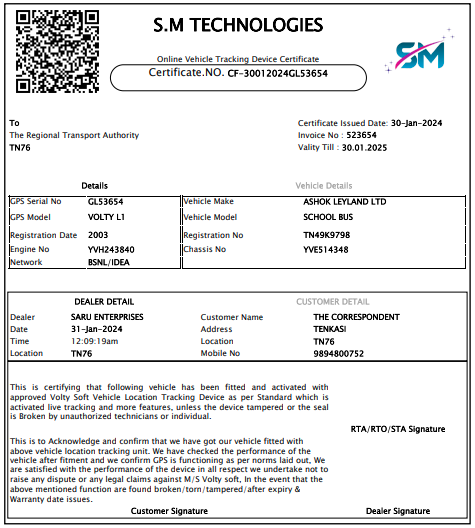 S.M TECHNOLOGIES
Online Vehicle Tracking Device Certificate
Certificate.NO. CF-30012024GL53654
SM
To
The Regional Transport Authority
TN76
Certificate Issued Date: 30-Jan-2024
Invoice No : 523654
Vality Till : 30.01.2025
Details
Vehicle Details
GPS Serial No GL53654 Vehicle Make ASHOK LEYLAND LTD
GPS Model VOLTY L1 Vehicle Model SCHOOL BUS
Registration Date 2003 Registration No TN49K9798
Engine No YVH243840 Chassis No YVE514348
Network BSNL/IDEA
DEALER DETAIL
CUSTOMER DETAIL
Dealer SARU ENTERPRISES Customer Name THE CORRESPONDENT
Date 31-Jan-2024 Address TENKASI
Time 12:09:19am Location TN76
Location TN76 Mobile No 9894800752
This is certifying that following vehicle has been fitted and activated with
approved Volty Soft Vehicle Location Tracking Device as per Standard which is
activated live tracking and more features, unless the device tampered or the seal
is Broken by unauthorized technicians or individual.
RTA/RTO/STA Signature
This is to Acknowledge and confirm that we have got our vehicle fitted with
above vehicle location tracking unit. We have checked the performance of the
vehicle after fitment and we confirm GPS is functioning as per norms laid out, We
are satisfied with the performance of the device in all respect we undertake not to
raise any dispute or any legal claims against M/S Volty soft, In the event that the
above mentioned function are found broken/torn/tampered/after expiry &
Warranty date issues.
Customer Signature
Dealer Signature